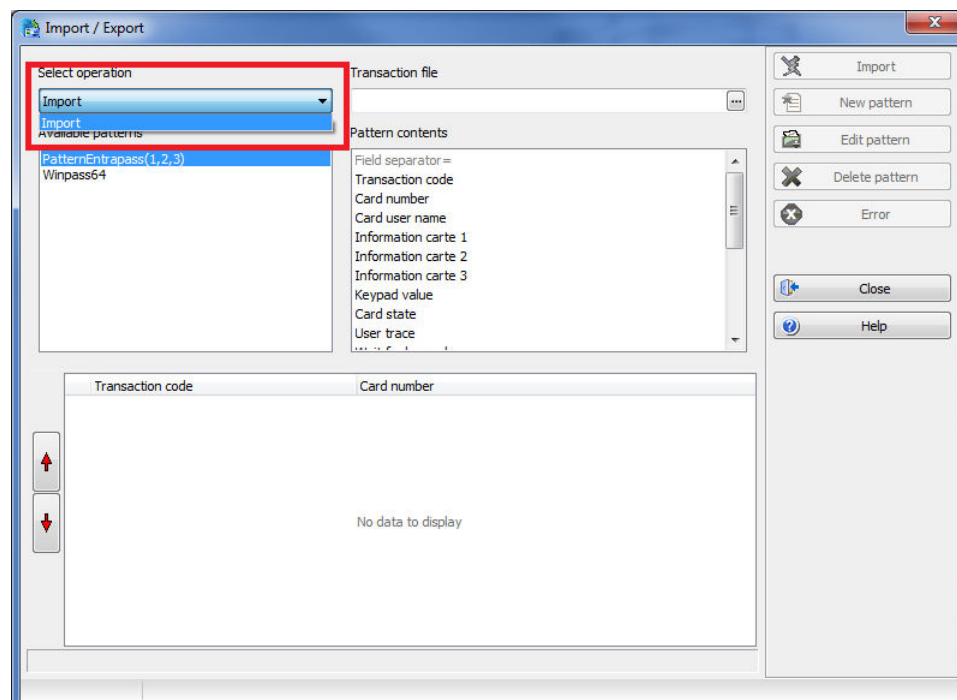 Import / Export
Select operation
Transaction file
Import
Import
Available patterns
Pattern contents
PatternEntrapass(1,2,3)
Winpass64
Field separator=
Transaction code
Card number
Card user name
Information carte 1
Information carte 2
Information carte 3
Keypad value
Card state
User trace
Import
New pattern
Edit pattern
Delete pattern
Error
Close
Help
Transaction code
Card number
No data to display